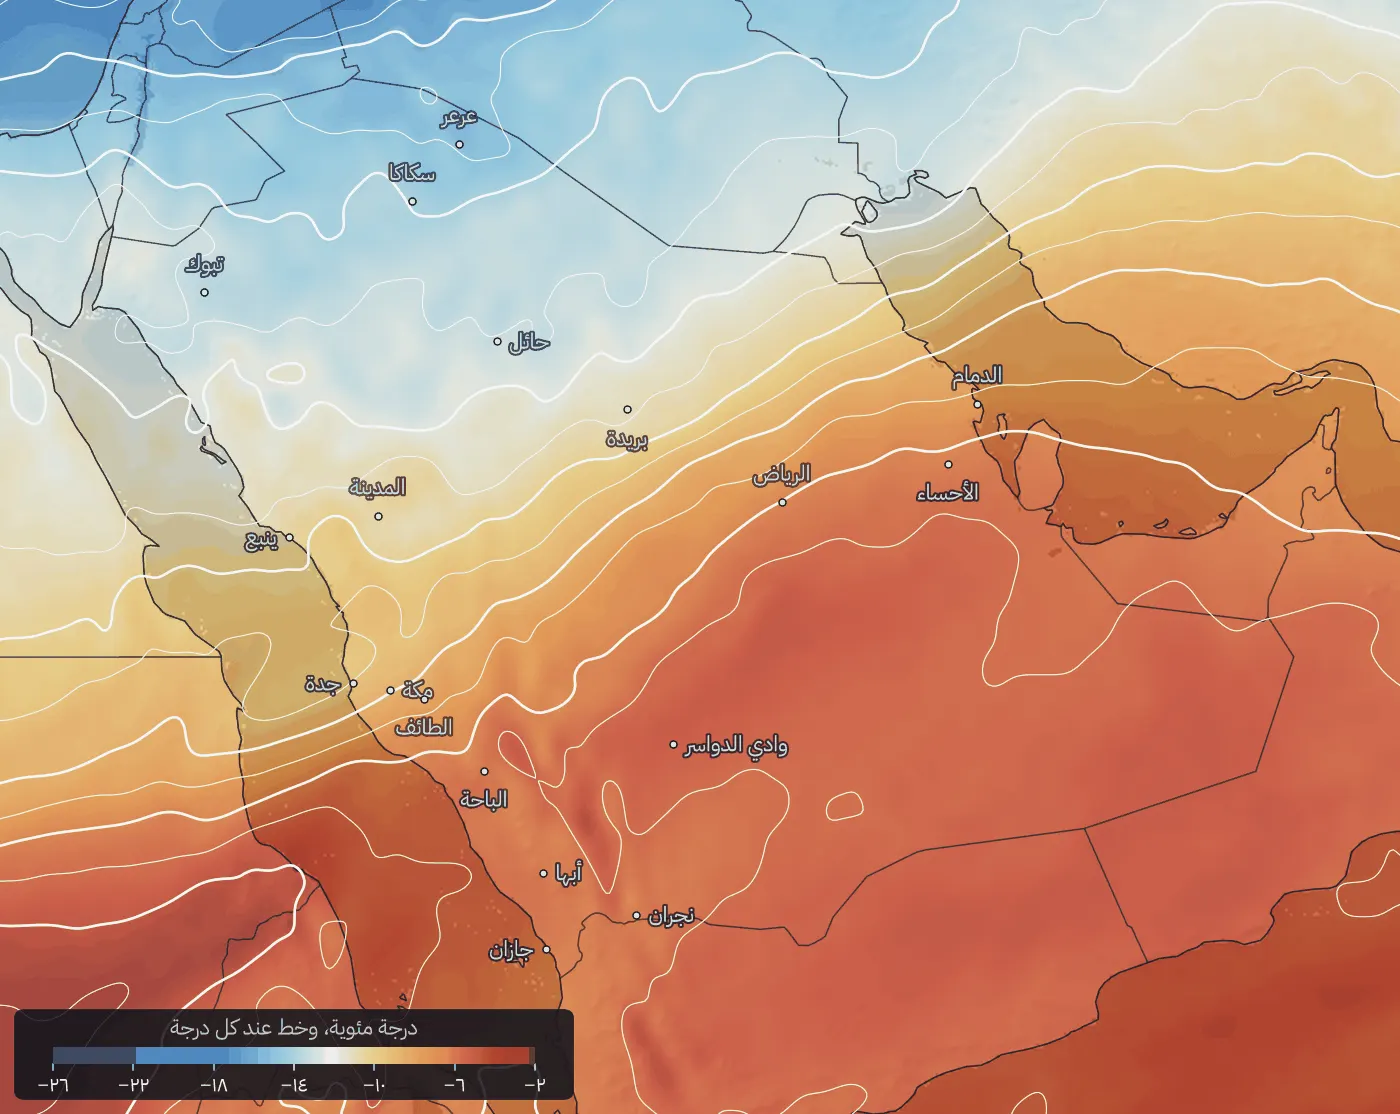 عرعر
سكاكا
تبوك
حائل
الدمام
بريدة
الرياض
الأحساء
المدينة
ينبع
جدة
مكة
الطائف
وادي الدواسر
الباحة
أبها
نجران
جازان
درجة مئوية، وخط عند كل درجة
−٢٦ −٢٢ −١٨ −١٤ −١٠ −٦ −٢